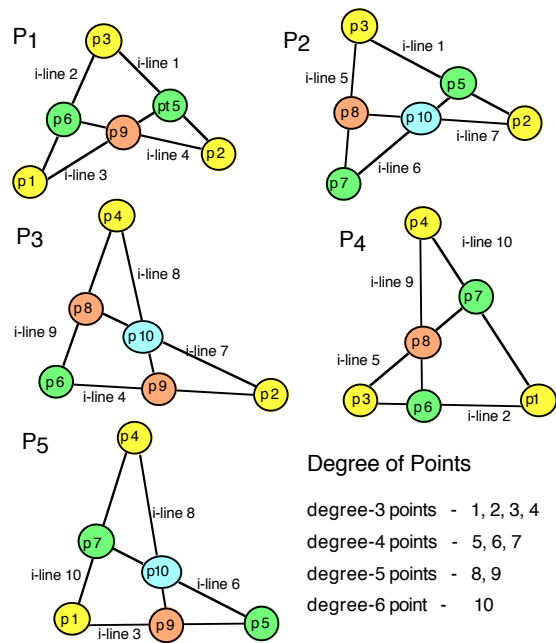 P1
p3
i-line 2
i-line 1
p6
pt5
p9
i-line 4
p2
p1
i-line 3
P2
p3
i-line 1
i-line 5
p5
p8
p10
p2
i-line 7
i-line 6
p7
P3
p4
i-line 8
p8
i-line 9
p10
i-line 7
p6
i-line 4
p9
p2
P4
p4
i-line 10
i-line 9
p7
p8
i-line 5
p3
p6
i-line 2
p1
P5
p4
i-line 8
p7
i-line 10
p10
i-line 6
p1
i-line 3
p9
p5
Degree of Points
degree-3 points - 1, 2, 3, 4
degree-4 points - 5, 6, 7
degree-5 points - 8, 9
degree-6 point - 10